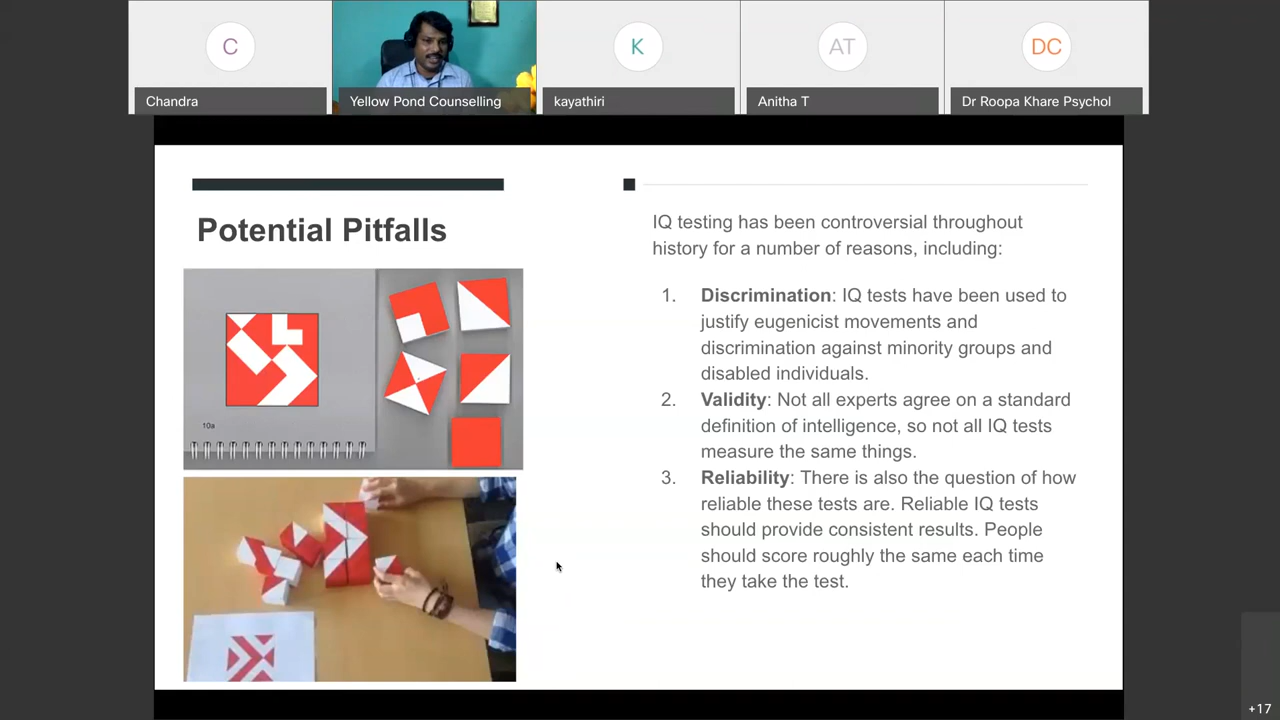 C
K
AT
DC
Chandra
Yellow Pond Counselling
kayathiri
Anitha T
Dr Roopa Khare Psychol
Potential Pitfalls
10a
IQ testing has been controversial throughout
history for a number of reasons, including:
1. Discrimination: IQ tests have been used to
justify eugenicist movements and
discrimination against minority groups and
disabled individuals.
2. Validity: Not all experts agree on a standard
definition of intelligence, so not all IQ tests
measure the same things.
3. Reliability: There is also the question of how
reliable these tests are. Reliable IQ tests
should provide consistent results. People
should score roughly the same each time
they take the test.
+17